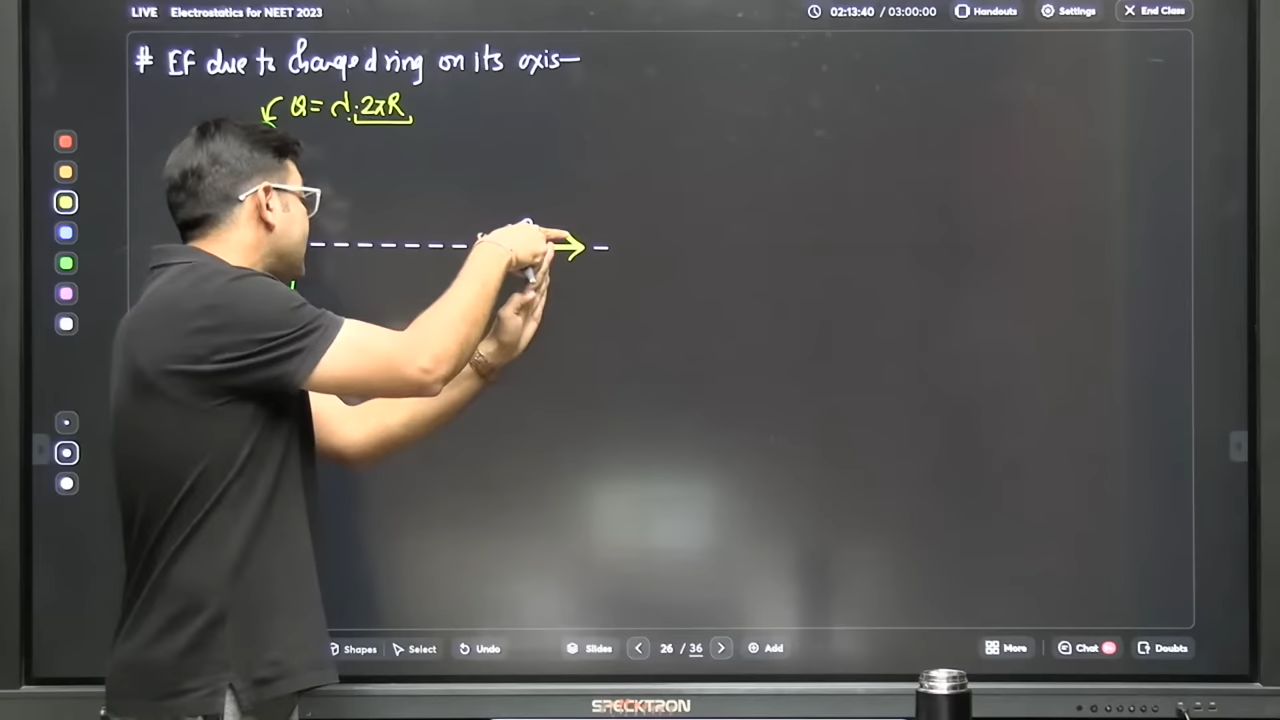 LIVE Electrostatics for NEET 2023
02:13:40 / 03:00:00 Handouts Settings End Class
# EF due to charged ring on its axis—
Q = λ.2πR
Shapes Select Undo Slides 26 / 36 Add More Chat Doubts
SPECKTRON